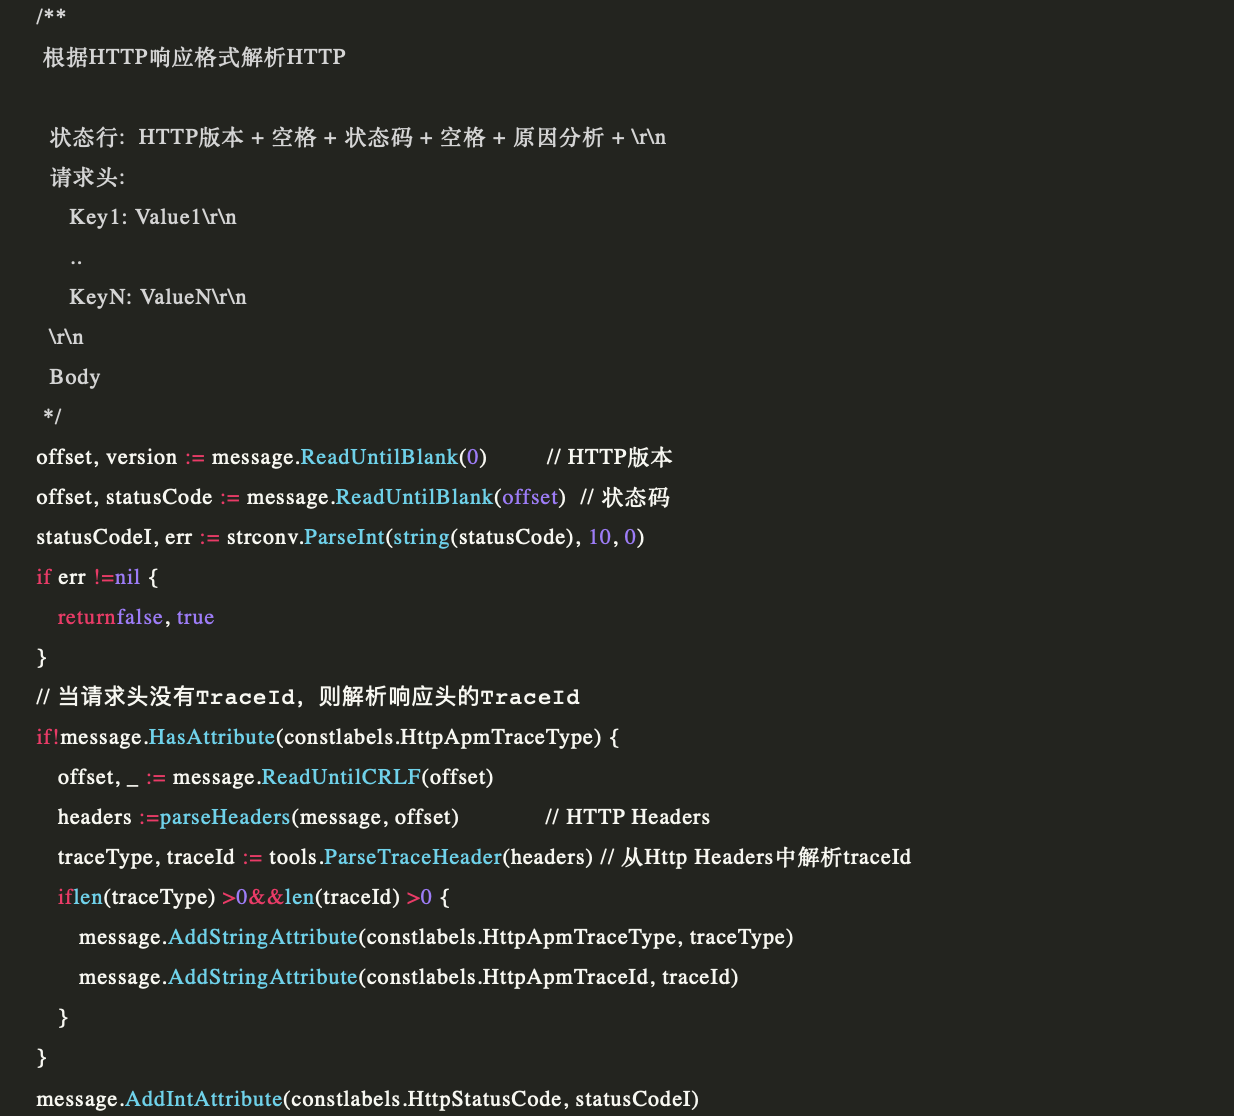 /**
根据HTTP响应格式解析HTTP
状态行:  HTTP版本 + 空格 + 状态码 + 空格 + 原因分析 + \r\n
请求头:
Key1: Value1\r\n
..
KeyN: ValueN\r\n
\r\n
Body
*/
offset, version := message.ReadUntilBlank(0)         // HTTP版本
offset, statusCode := message.ReadUntilBlank(offset)  // 状态码
statusCodeI, err := strconv.ParseInt(string(statusCode), 10, 0)
if err !=nil {
returnfalse, true
}
// 当请求头没有TraceId，则解析响应头的TraceId
if!message.HasAttribute(constlabels.HttpApmTraceType) {
offset, _ := message.ReadUntilCRLF(offset)
headers :=parseHeaders(message, offset)             // HTTP Headers
traceType, traceId := tools.ParseTraceHeader(headers) // 从Http Headers中解析traceId
iflen(traceType) >0&&len(traceId) >0 {
message.AddStringAttribute(constlabels.HttpApmTraceType, traceType)
message.AddStringAttribute(constlabels.HttpApmTraceId, traceId)
}
}
message.AddIntAttribute(constlabels.HttpStatusCode, statusCodeI)